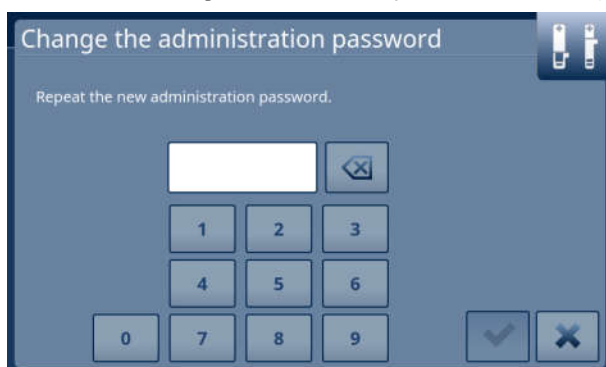 Change the administration password
Repeat the new administration password.
1 2 3
4 5 6
0 7 8 9